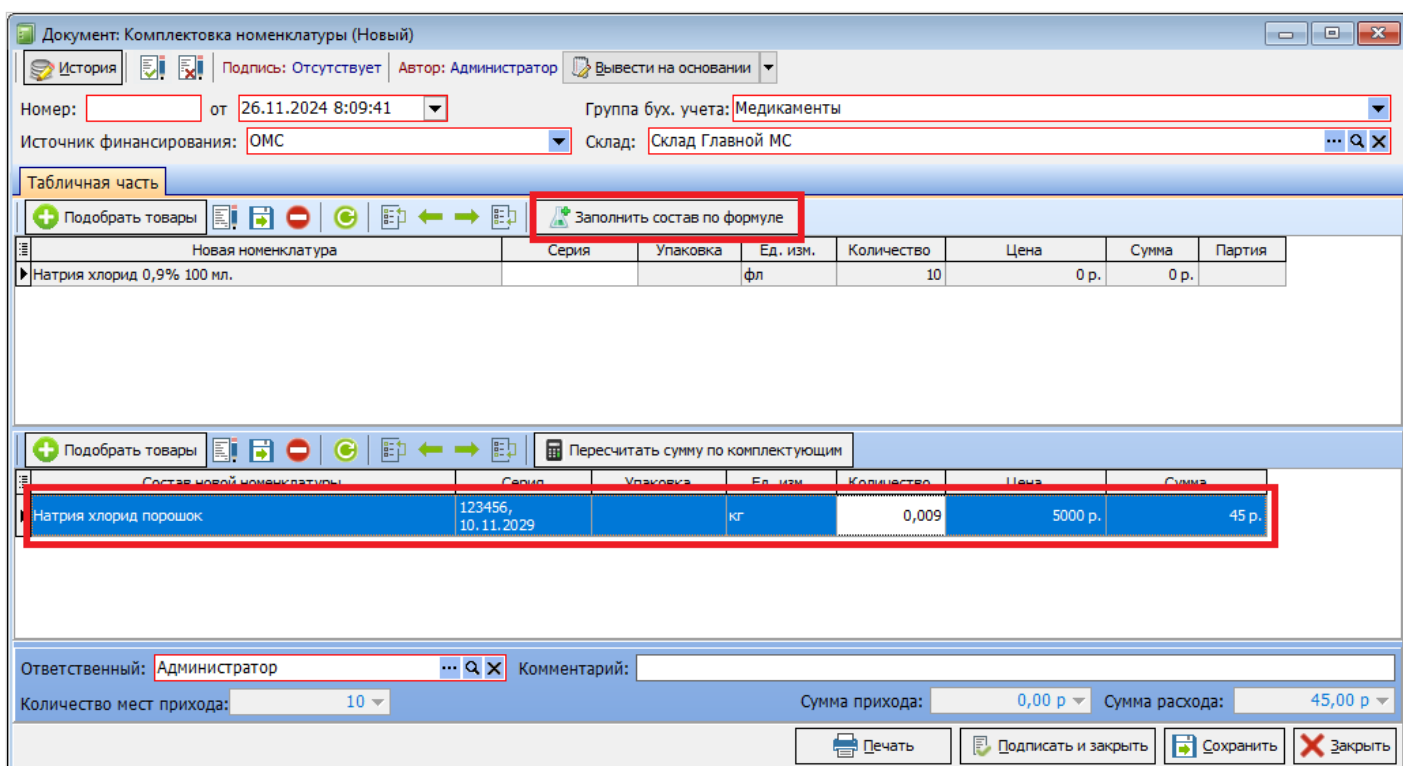 Документ: Комплектовка номенклатуры (Новый)
История Подпись: Отсутствует Автор: Администратор Вывести на основании
Номер: от 26.11.2024 8:09:41 Группа бух. учета: Медикаменты
Источник финансирования: ОМС Склад: Склад Главной МС
Табличная часть
Подобрать товары Заполнить состав по формуле
Новая номенклатура Серия Упаковка Ед. изм. Количество Цена Сумма Партия
Натрия хлорид 0,9% 100 мл. фл 10 0 р. 0 р.
Подобрать товары Пересчитать сумму по комплектующим
Состав новой номенклатуры Серия Упаковка Ед. изм. Количество Цена Сумма
Натрия хлорид порошок 123456, 10.11.2029 кг 0,009 5000 р. 45 р.
Ответственный: Администратор Комментарий:
Количество мест прихода: 10 Сумма прихода: 0,00 р Сумма расхода: 45,00 р
Печать Подписать и закрыть Сохранить Закрыть